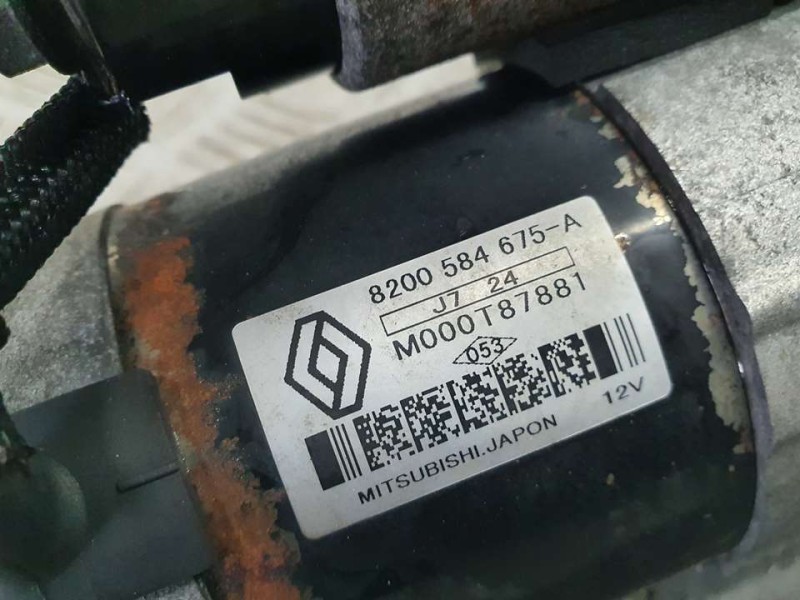 8200 584 675-A
J7 24
M000T87881
053
12V
MITSUBISHI.JAPON